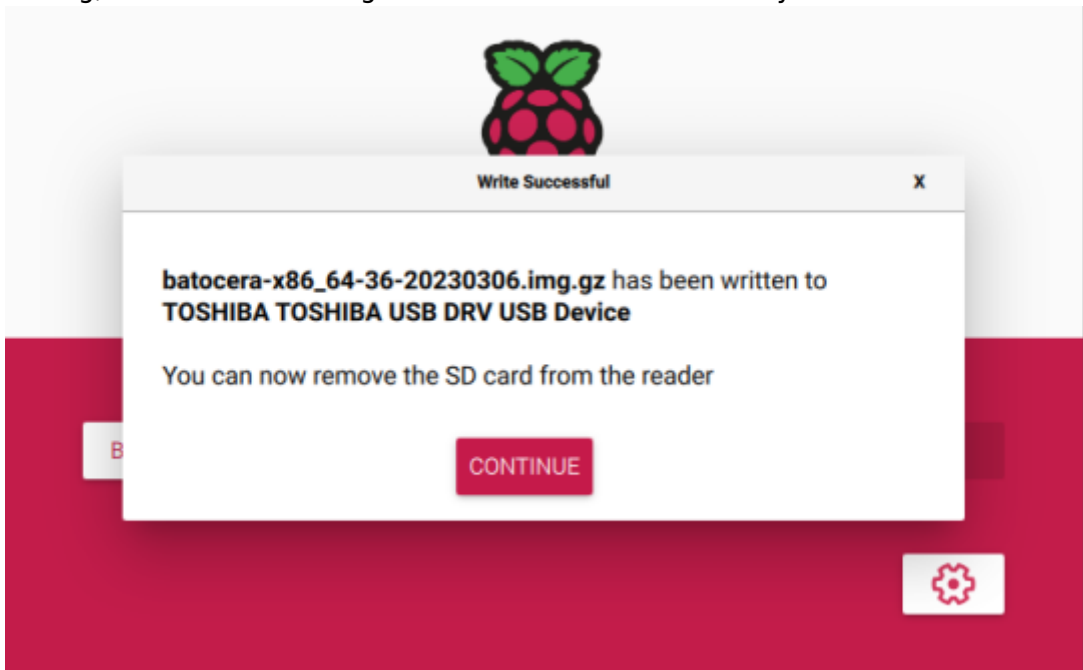 Write Successful X
batocera-x86_64-36-20230306.img.gz has been written to
TOSHIBA TOSHIBA USB DRV USB Device
You can now remove the SD card from the reader
B
CONTINUE